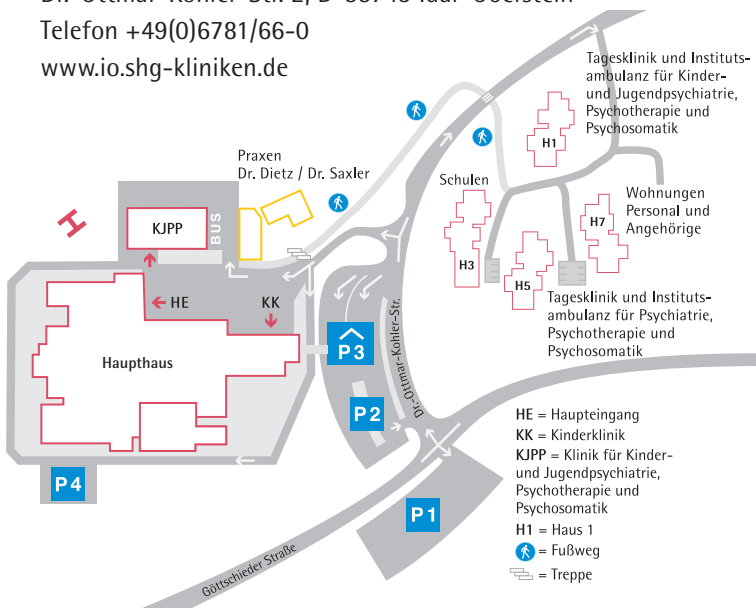 Telefon +49(0)6781/66-0
www.io.shg-kliniken.de
Tagesklinik und Instituts-
ambulanz für Kinder-
und Jugendpsychiatrie,
Psychotherapie und
Psychosomatik
H1
Praxen
Dr. Dietz / Dr. Saxler
Schulen
Wohnungen
Personal und
Angehörige
KJPP
BUS
H
H3
H5
H7
Tagesklinik und Instituts-
ambulanz für Psychiatrie,
Psychotherapie und
Psychosomatik
HE
KK
Haupthaus
P3
P2
Dr.-Ottmar-Kohler-Str.
P4
P1
Göttschieder Straße
HE = Haupteingang
KK = Kinderklinik
KJPP = Klinik für Kinder-
und Jugendpsychiatrie,
Psychotherapie und
Psychosomatik
H1 = Haus 1
= Fußweg
= Treppe